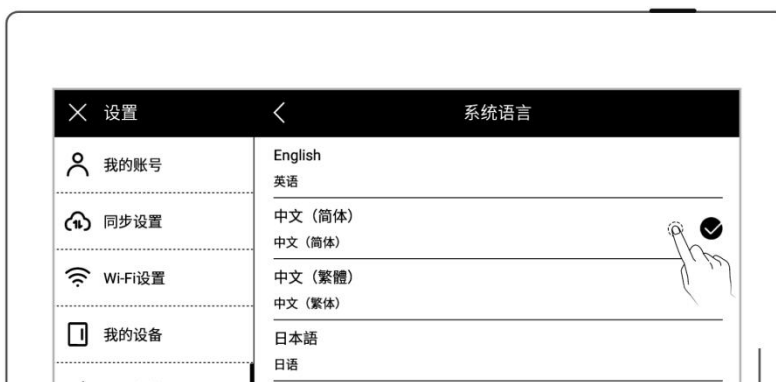 设置
系统语言
我的账号
同步设置
Wi-Fi设置
我的设备
English
英语
中文（简体）
中文（简体）
中文（繁體）
中文（繁体）
日本語
日语